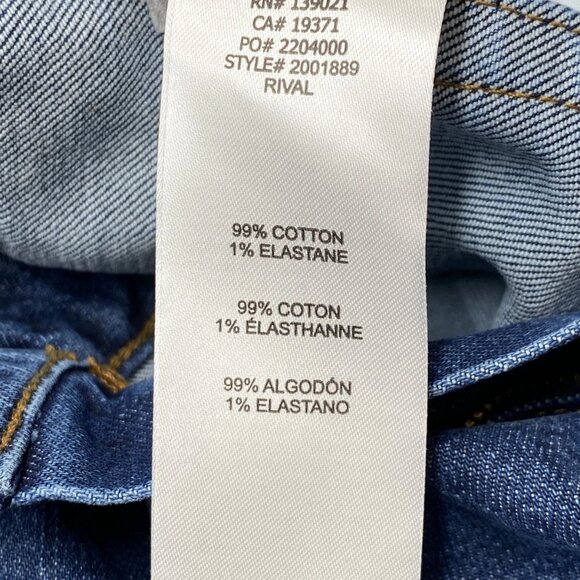 RN# 139021
CA# 19371
PO# 2204000
STYLE# 2001889
RIVAL
99% COTTON
1% ELASTANE
99% COTON
1% ÉLASTHANNE
99% ALGODÓN
1% ELASTANO